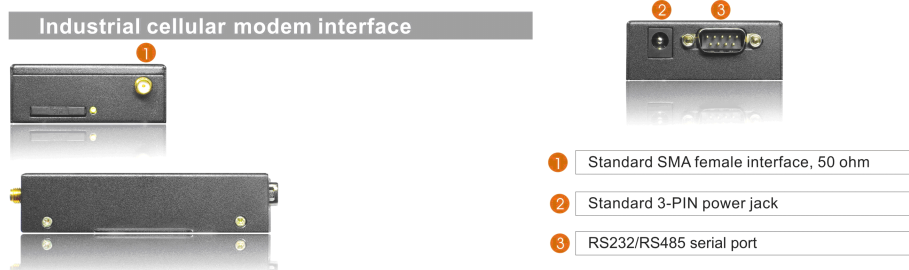 Industrial cellular modem interface
1
2 3
1 Standard SMA female interface, 50 ohm
2 Standard 3-PIN power jack
3 RS232/RS485 serial port